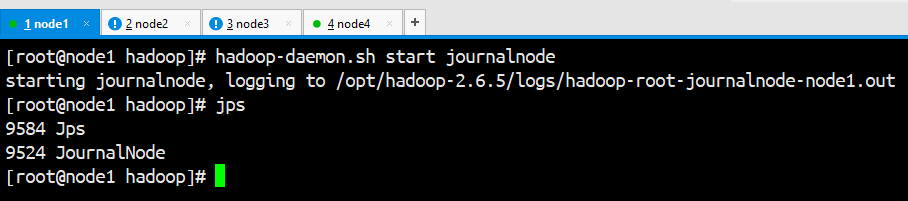 1 node1 × 2 node2 × 3 node3 × 4 node4 × +
[root@node1 hadoop]# hadoop-daemon.sh start journalnode
starting journalnode, logging to /opt/hadoop-2.6.5/logs/hadoop-root-journalnode-node1.out
[root@node1 hadoop]# jps
9584 Jps
9524 JournalNode
[root@node1 hadoop]#